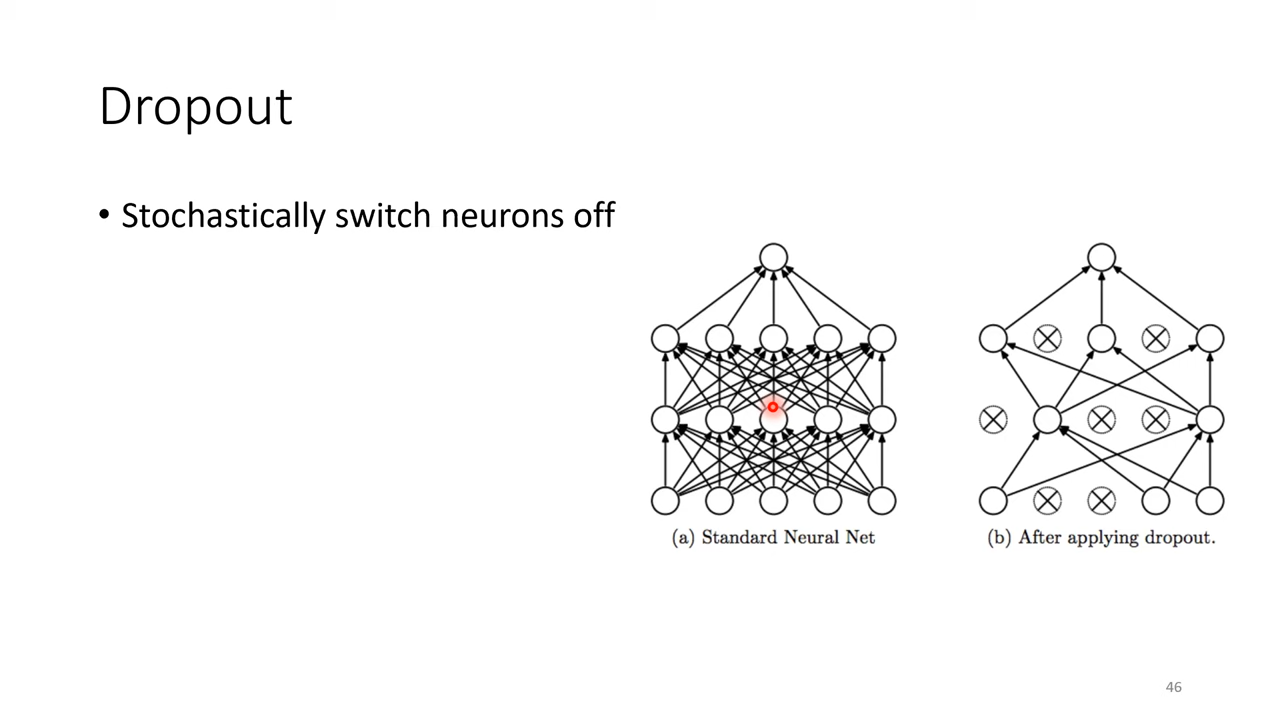 Dropout
• Stochastically switch neurons off
(a) Standard Neural Net
(b) After applying dropout.
46